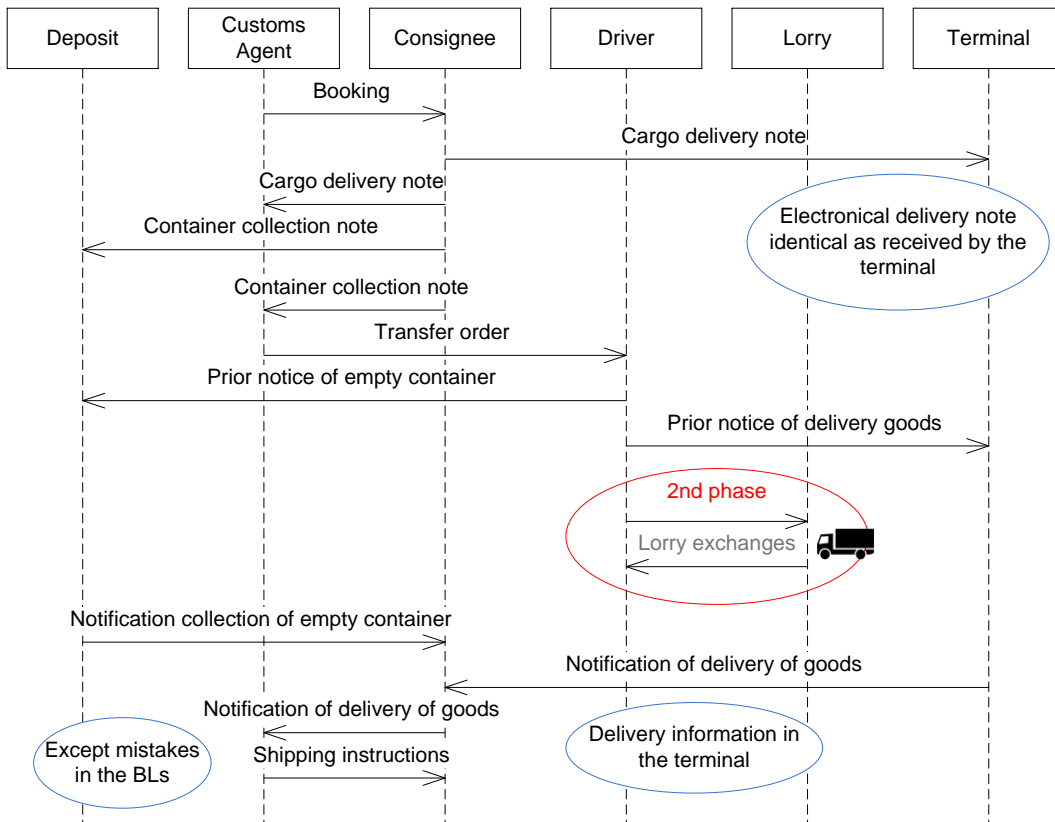 Deposit
Customs
Agent
Consignee
Driver
Lorry
Terminal
Booking
Cargo delivery note
Cargo delivery note
Container collection note
Electronical delivery note
identical as received by the
terminal
Container collection note
Transfer order
Prior notice of empty container
Prior notice of delivery goods
2nd phase
Lorry exchanges
Notification collection of empty container
Notification of delivery of goods
Notification of delivery of goods
Except mistakes
in the BLs
Delivery information in
the terminal
Shipping instructions